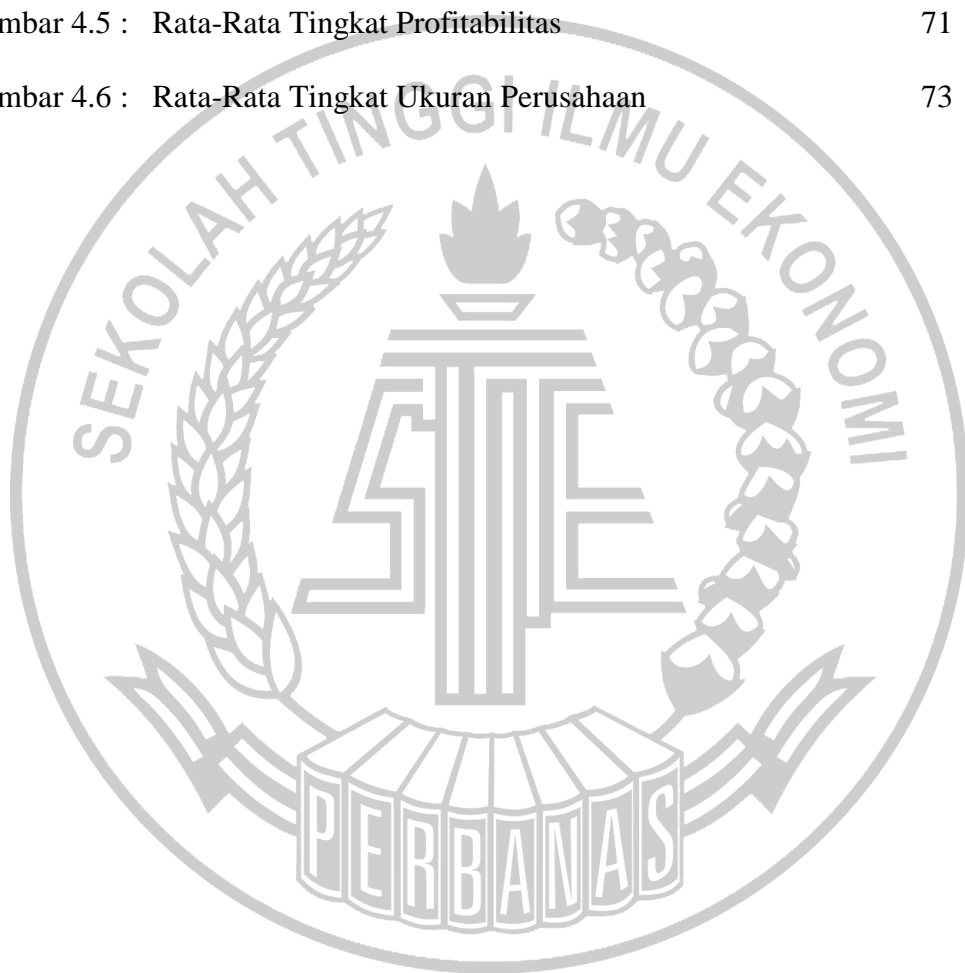 mbar 4.5 : Rata-Rata Tingkat Profitabilitas 71
mbar 4.6 : Rata-Rata Tingkat Ukuran Perusahaan 73
SEKOLAH TINGGI ILMU EKONOMI
STIE
PERBANAS